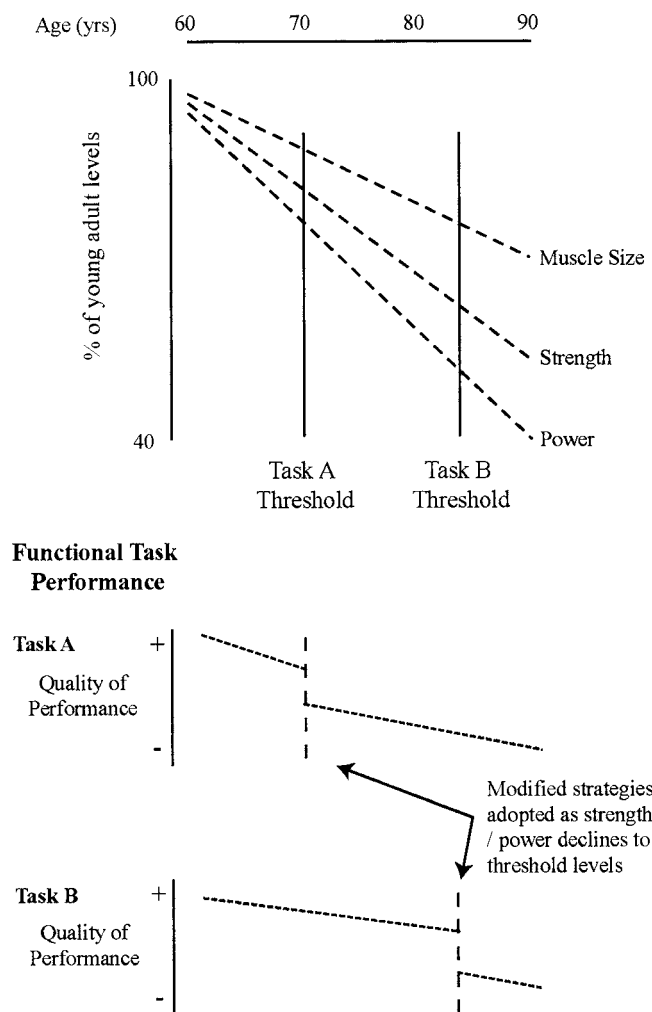 Age (yrs) 60 70 80 90
100
% of young adult levels
Muscle Size
Strength
Power
40
Task A
Threshold
Task B
Threshold
Functional Task
Performance
Task A +
Quality of
Performance
-
Modified strategies
adopted as strength
/ power declines to
threshold levels
Task B +
Quality of
Performance
-